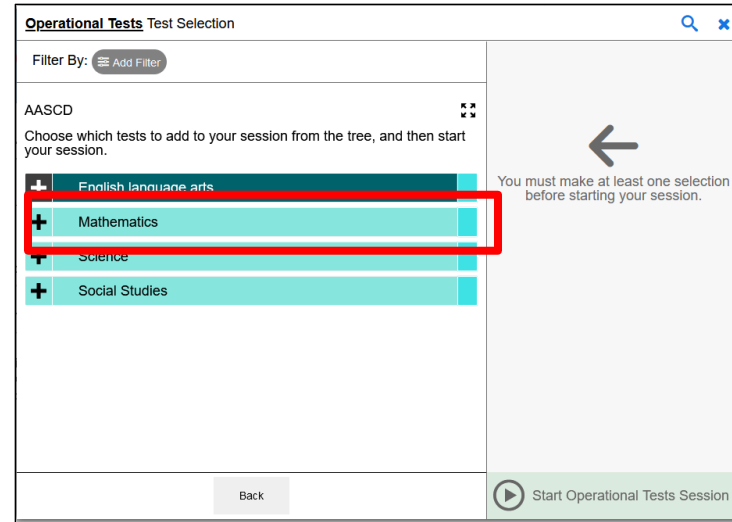 Operational Tests Test Selection
Filter By: Add Filter
AASCD
Choose which tests to add to your session from the tree, and then start
your session.
English language arts
Mathematics
Science
Social Studies
You must make at least one selection
before starting your session.
Back
Start Operational Tests Session